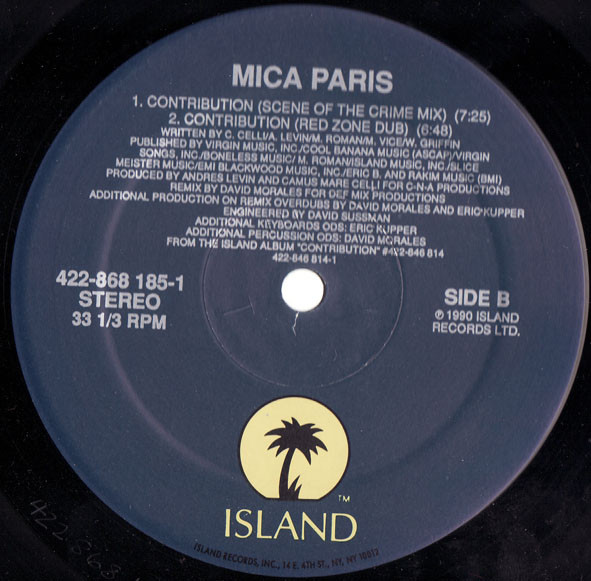 MICA PARIS
1. CONTRIBUTION (SCENE OF THE CRIME MIX) (7:25)
2. CONTRIBUTION (RED ZONE DUB) (6:48)
WRITTEN BY C. CELLI/A. LEVIN/M. ROMAN/M. VICE/W. GRIFFIN
PUBLISHED BY VIRGIN MUSIC, INC./COOL BANANA MUSIC (ASCAP)/VIRGIN
SONGS, INC./BONELESS MUSIC/ M. ROMAN/ISLAND MUSIC, INC./SLICE
MEISTER MUSIC/EMI BLACKWOOD MUSIC, INC./ERIC B. AND RAKIM MUSIC (BMI)
PRODUCED BY ANDRES LEVIN AND CAMUS MARE CELLI FOR C-N-A PRODUCTIONS
REMIX BY DAVID MORALES FOR DEF MIX PRODUCTIONS
ADDITIONAL PRODUCTION ON REMIX OVERDUBS BY DAVID MORALES AND ERIC KUPPER
ENGINEERED BY DAVID SUSSMAN
ADDITIONAL KEYBOARDS ODS: ERIC KUPPER
ADDITIONAL PERCUSSION ODS: DAVID MORALES
FROM THE ISLAND ALBUM "CONTRIBUTION" #422-846 814
422-846 814-1
422-868 185-1
STEREO
33 1/3 RPM
SIDE B
℗ 1990 ISLAND
RECORDS LTD.
TM
ISLAND
ISLAND RECORDS, INC., 14 E. 4TH ST., NY, NY 10012
422 868